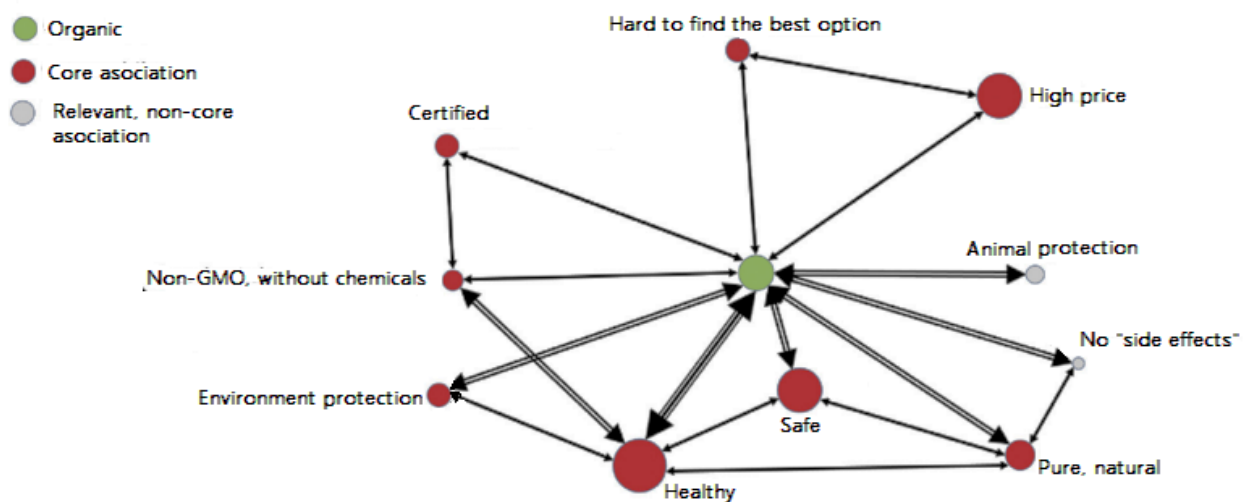 Organic
Core asociation
Relevant, non-core
asociation
Hard to find the best option
High price
Certified
Animal protection
Non-GMO, without chemicals
No "side effects"
Environment protection
Safe
Pure, natural
Healthy